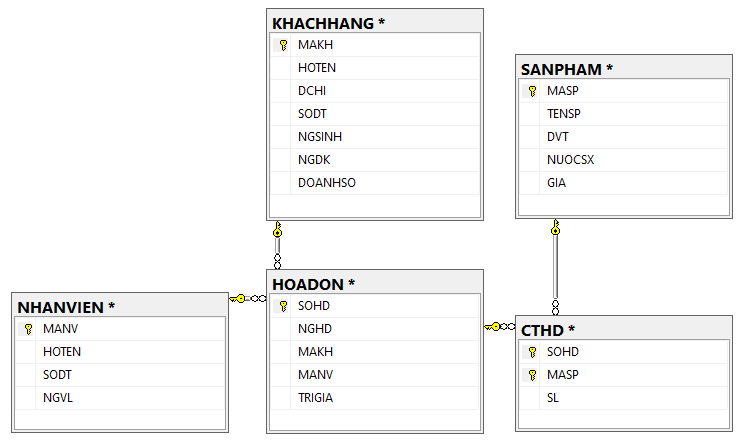 KHACHHANG *
MAKH
HOTEN
DCHI
SODT
NGSINH
NGDK
DOANHSO
SANPHAM *
MASP
TENSP
DVT
NUOCSX
GIA
NHANVIEN *
MANV
HOTEN
SODT
NGVL
HOADON *
SOHD
NGHD
MAKH
MANV
TRIGIA
CTHD *
SOHD
MASP
SL